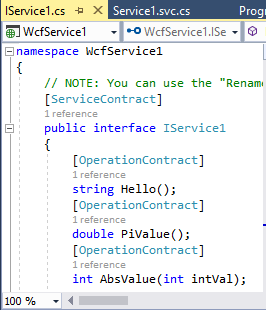 IService1.cs Service1.svc.cs Prog
WcfService1 WcfService1.ISe
namespace WcfService1
{
// NOTE: You can use the "Rename
[ServiceContract]
1 reference
public interface IService1
{
[OperationContract]
1 reference
string Hello();
[OperationContract]
1 reference
double PiValue();
[OperationContract]
1 reference
int AbsValue(int intVal);
100 %